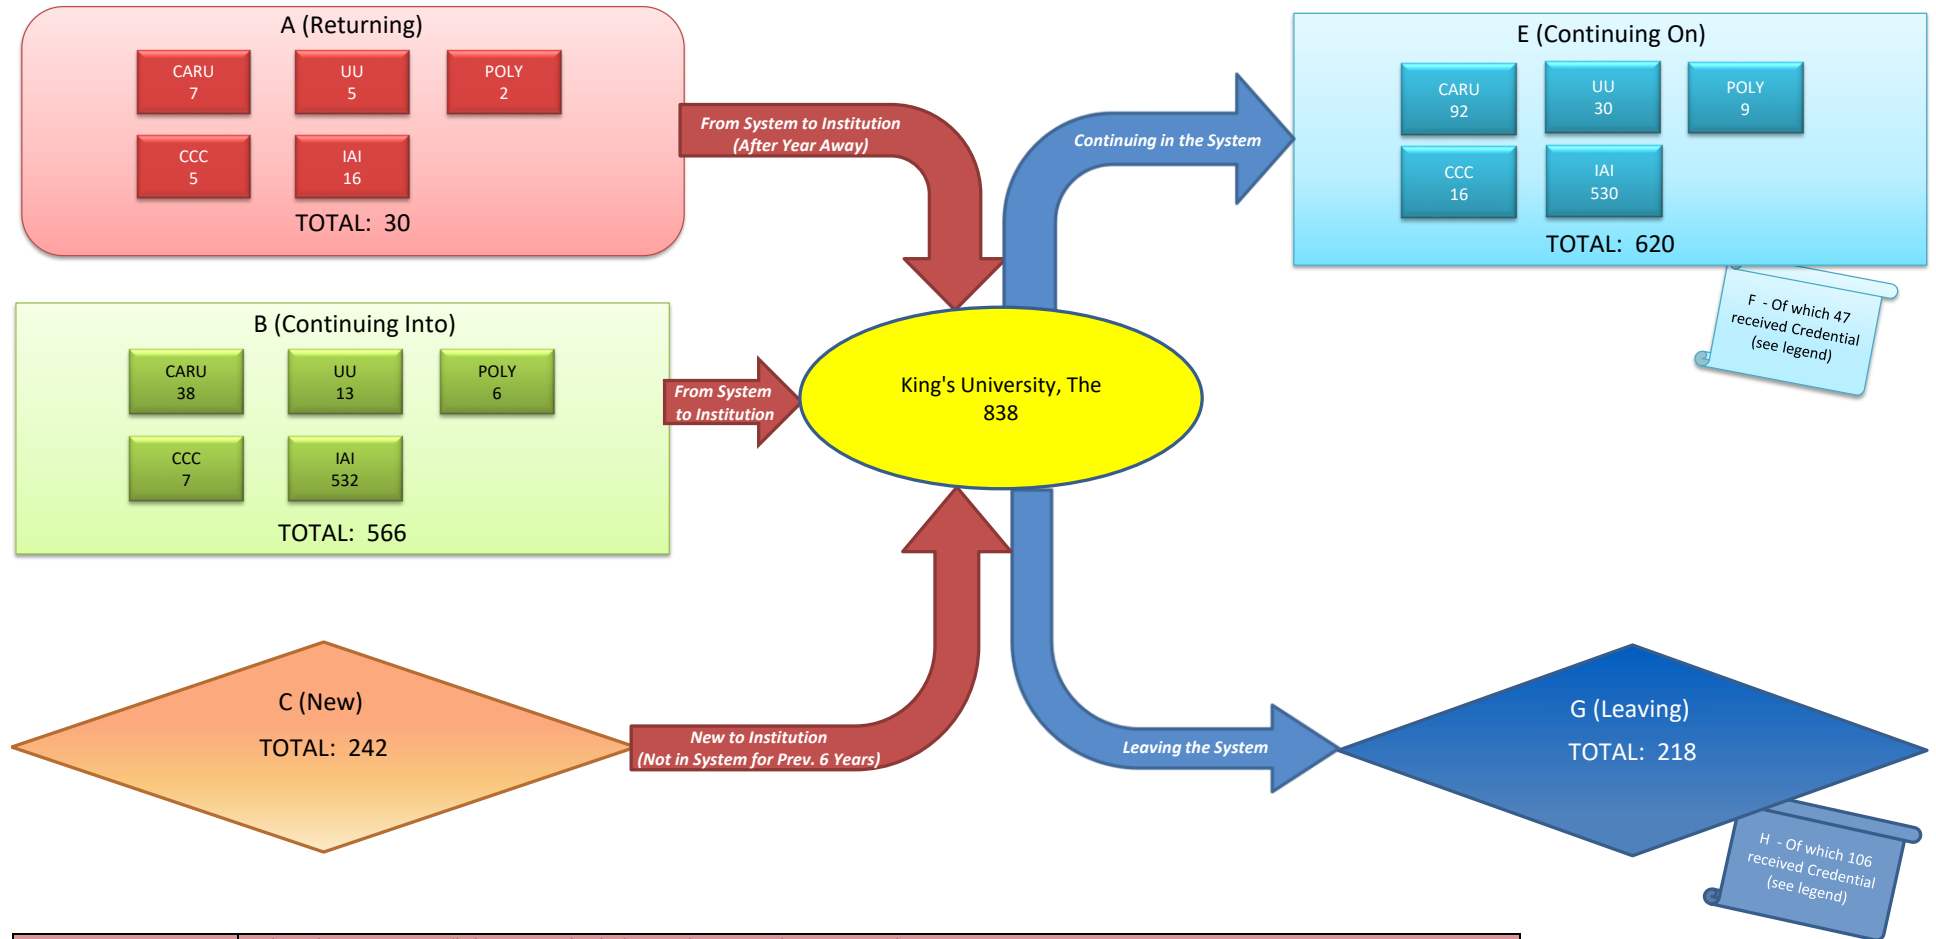 A (Returning)
CARU
7
UU
5
POLY
2
CCC
5
IAI
16
TOTAL: 30
From System to Institution
(After Year Away)
B (Continuing Into)
CARU
38
UU
13
POLY
6
CCC
7
IAI
532
TOTAL: 566
From System
to Institution
C (New)
TOTAL: 242
New to Institution
(Not in System for Prev. 6 Years)
King's University, The
838
Continuing in the System
E (Continuing On)
CARU
92
UU
30
POLY
9
CCC
16
IAI
530
TOTAL: 620
F - Of which 47
received Credential
(see legend)
Leaving the System
G (Leaving)
TOTAL: 218
H - Of which 106
received Credential
(see legend)